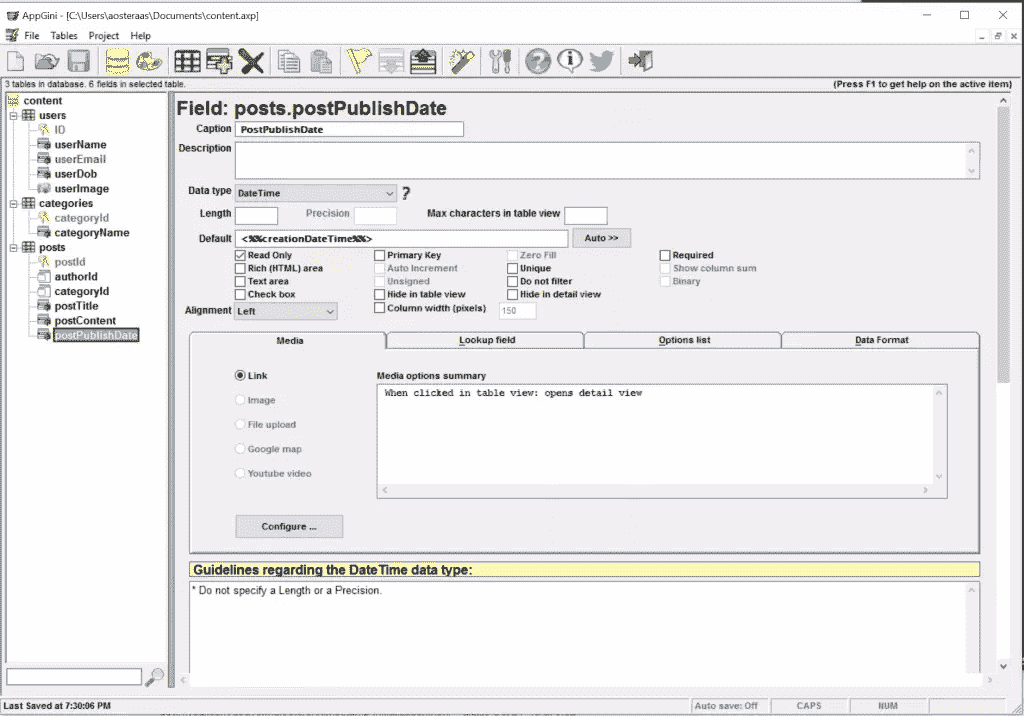 AppGini - [C:\Users\aosteraas\Documents\content.axp]
File Tables Project Help
3 tables in database. 6 fields in selected table.
(Press F1 to get help on the active item)
content
users
ID
userName
userEmail
userDob
userImage
categories
categoryId
categoryName
posts
postId
authorId
categoryId
postTitle
postContent
postPublishDate
Field: posts.postPublishDate
Caption PostPublishDate
Description
Data type DateTime ?
Length Precision Max characters in table view
Default <%%creationDateTime%%> Auto >>
Read Only Primary Key Zero Fill Required
Rich (HTML) area Auto Increment Unique Show column sum
Text area Unsigned Do not filter Binary
Check box Hide in table view Hide in detail view
Alignment Left Column width (pixels) 150
Media Lookup field Options list Data Format
Link
Image
File upload
Google map
Youtube video
Configure ...
Media options summary
When clicked in table view: opens detail view
Guidelines regarding the DateTime data type:
* Do not specify a Length or a Precision.
Last Saved at 7:30:06 PM
Auto save: Off CAPS NUM